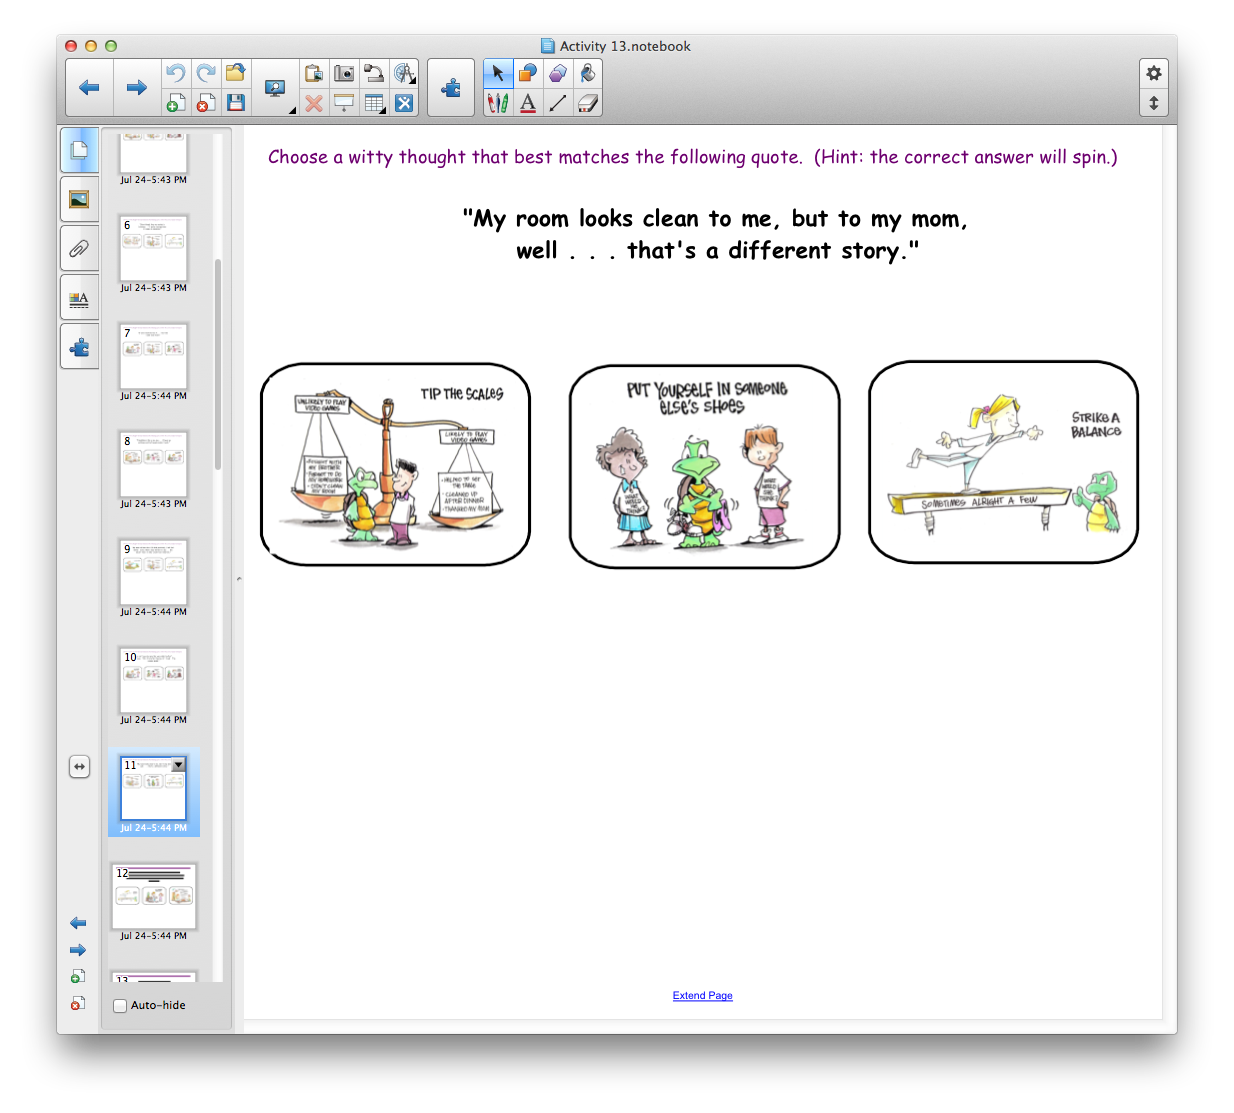 Activity 13.notebook
Jul 24-5:43 PM
6
Jul 24-5:43 PM
7
Jul 24-5:44 PM
8
Jul 24-5:43 PM
9
Jul 24-5:44 PM
10
Jul 24-5:44 PM
11
Jul 24-5:44 PM
12
Jul 24-5:44 PM
13
Auto-hide
Choose a witty thought that best matches the following quote. (Hint: the correct answer will spin.)
"My room looks clean to me, but to my mom,
well . . . that's a different story."
TIP THE SCALES
UNLIKELY TO PLAY
VIDEO GAMES
LIKELY TO PLAY
VIDEO GAMES
- FOUGHT WITH
MY BROTHER
- FORGOT TO DO
MY HOMEWORK
- DIDN'T CLEAN
MY ROOM
- HELPED TO SET
THE TABLE
- CLEANED UP
AFTER DINNER
- THANKED MY MOM
PUT YOURSELF IN SOMEONE
ELSE'S SHOES
WHAT
WOULD
HE
THINK?
WHAT
WOULD
SHE
THINK?
STRIKE A
BALANCE
SOMETIMES ALRIGHT A FEW
Extend Page